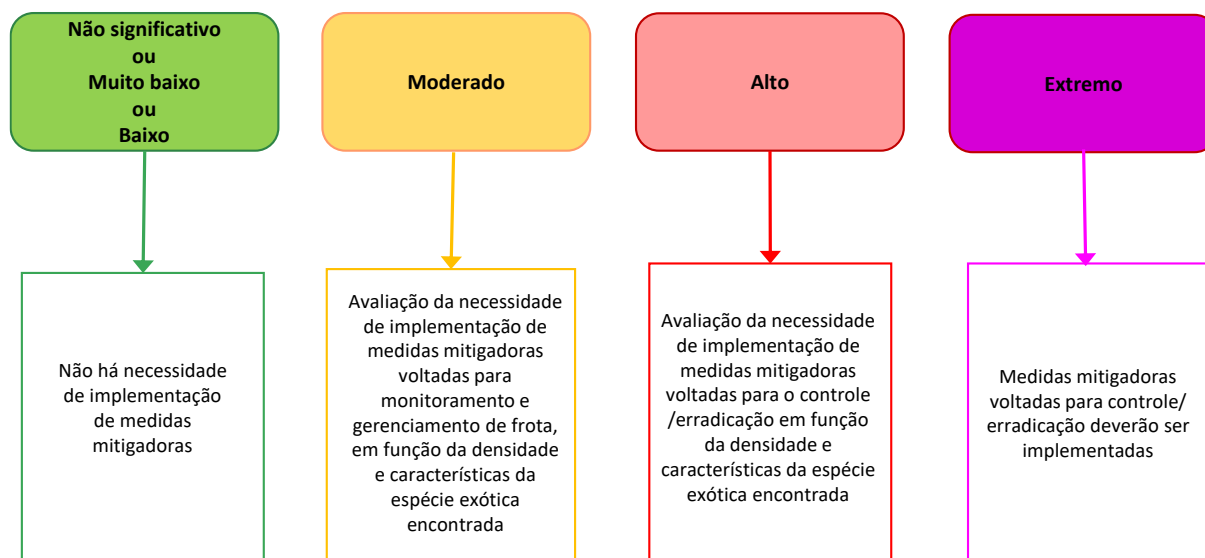 Não significativo
ou
Muito baixo
ou
Baixo
Moderado
Alto
Extremo
Não há necessidade
de implementação
de medidas
mitigadoras
Avaliação da necessidade
de implementação de
medidas mitigadoras
voltadas para
monitoramento e
gerenciamento de frota,
em função da densidade
e características da
espécie exótica
encontrada
Avaliação da necessidade
de implementação de
medidas mitigadoras
voltadas para o controle
/erradicação em função
da densidade e
características da espécie
exótica encontrada
Medidas mitigadoras
voltadas para controle/
erradicação deverão ser
implementadas